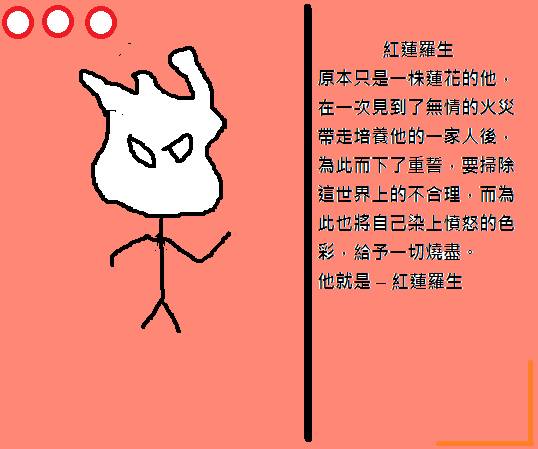 紅蓮羅生
原本只是一株蓮花的他，
在一次見到了無情的火災
帶走培養他的一家人後，
為此而下了重誓，要掃除
這世界上的不合理，而為
此也將自己染上憤怒的色
彩，給予一切燒盡。
他就是 – 紅蓮羅生